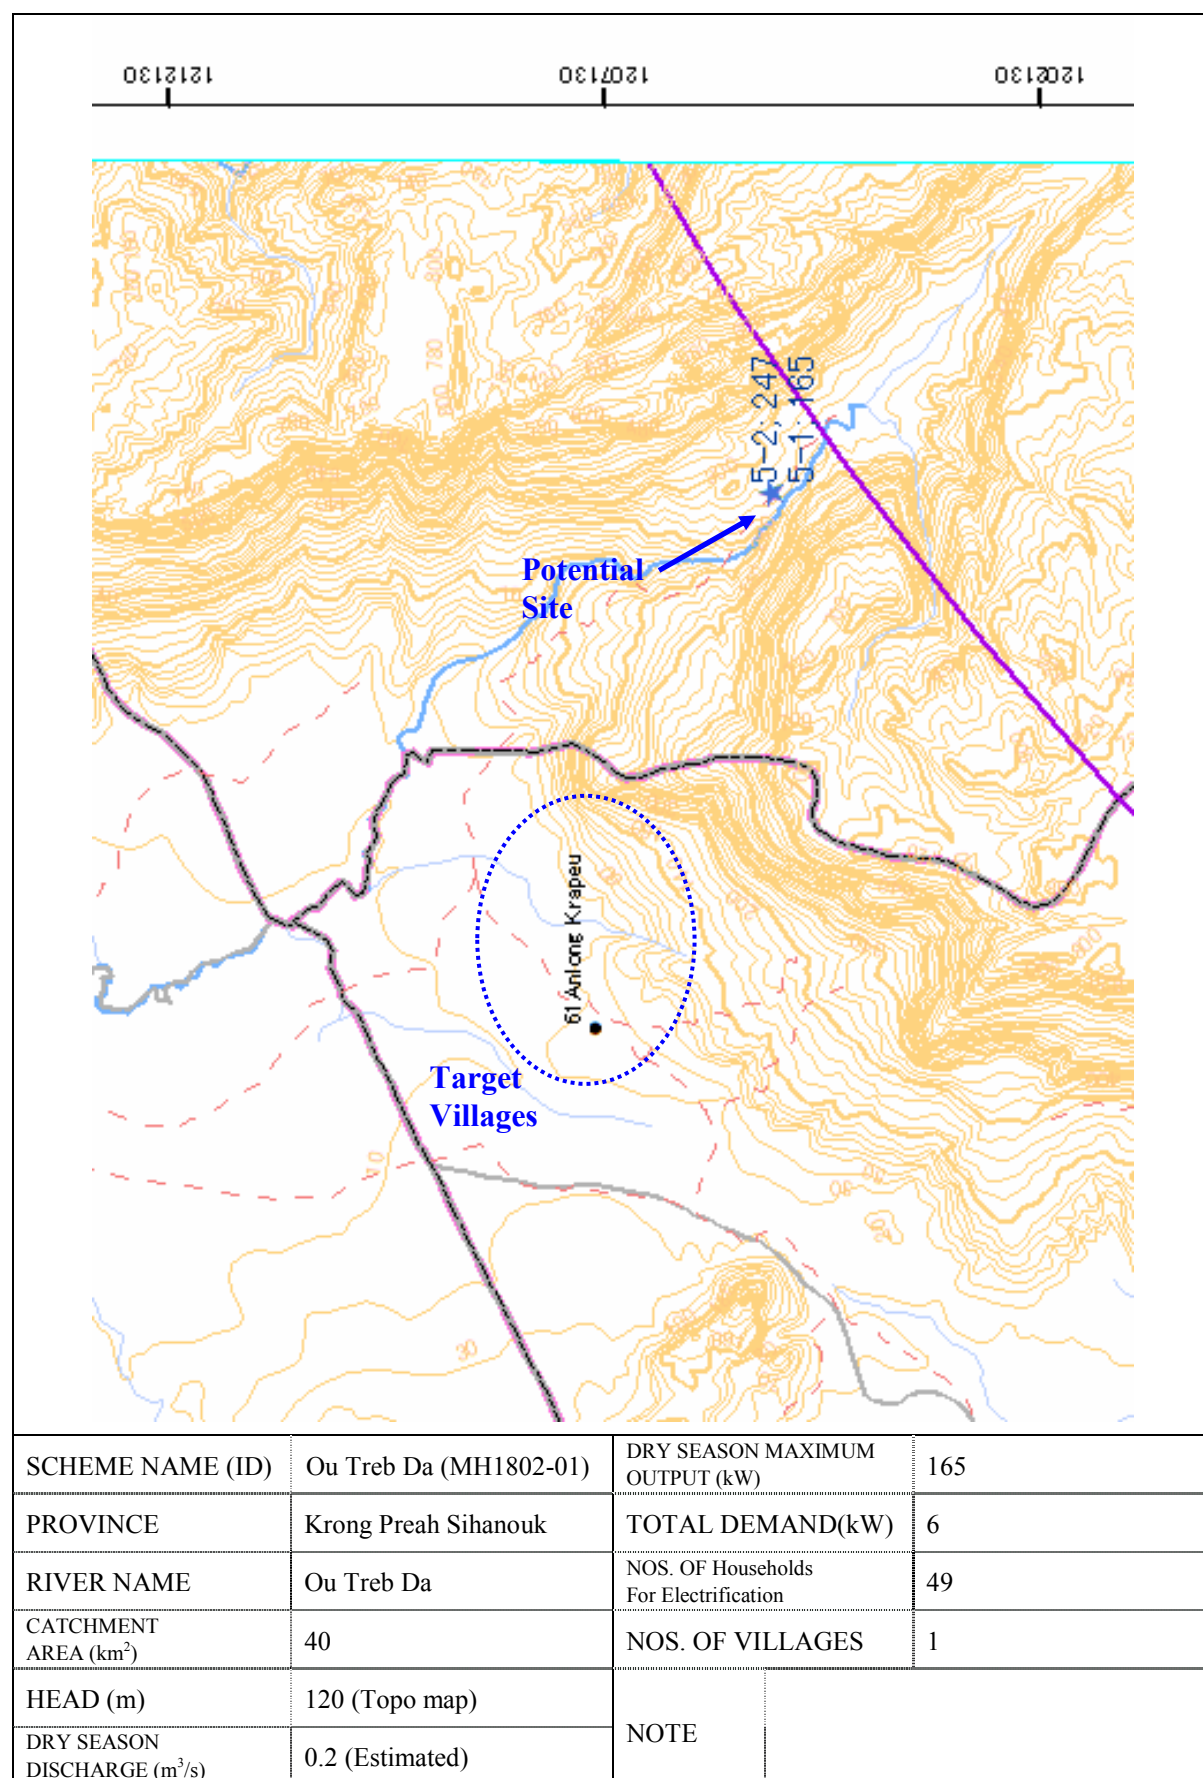 1212130 1207130 1202130
5-2; 247
5-1; 165
Potential
Site
61 Anlong Krapeu
Target
Villages
10
30
SCHEME NAME (ID) Ou Treb Da (MH1802-01) DRY SEASON MAXIMUM
OUTPUT (kW) 165
PROVINCE Krong Preah Sihanouk TOTAL DEMAND(kW) 6
RIVER NAME Ou Treb Da NOS. OF Households
For Electrification 49
CATCHMENT
AREA (km²) 40 NOS. OF VILLAGES 1
HEAD (m) 120 (Topo map) NOTE
DRY SEASON
DISCHARGE (m³/s) 0.2 (Estimated)